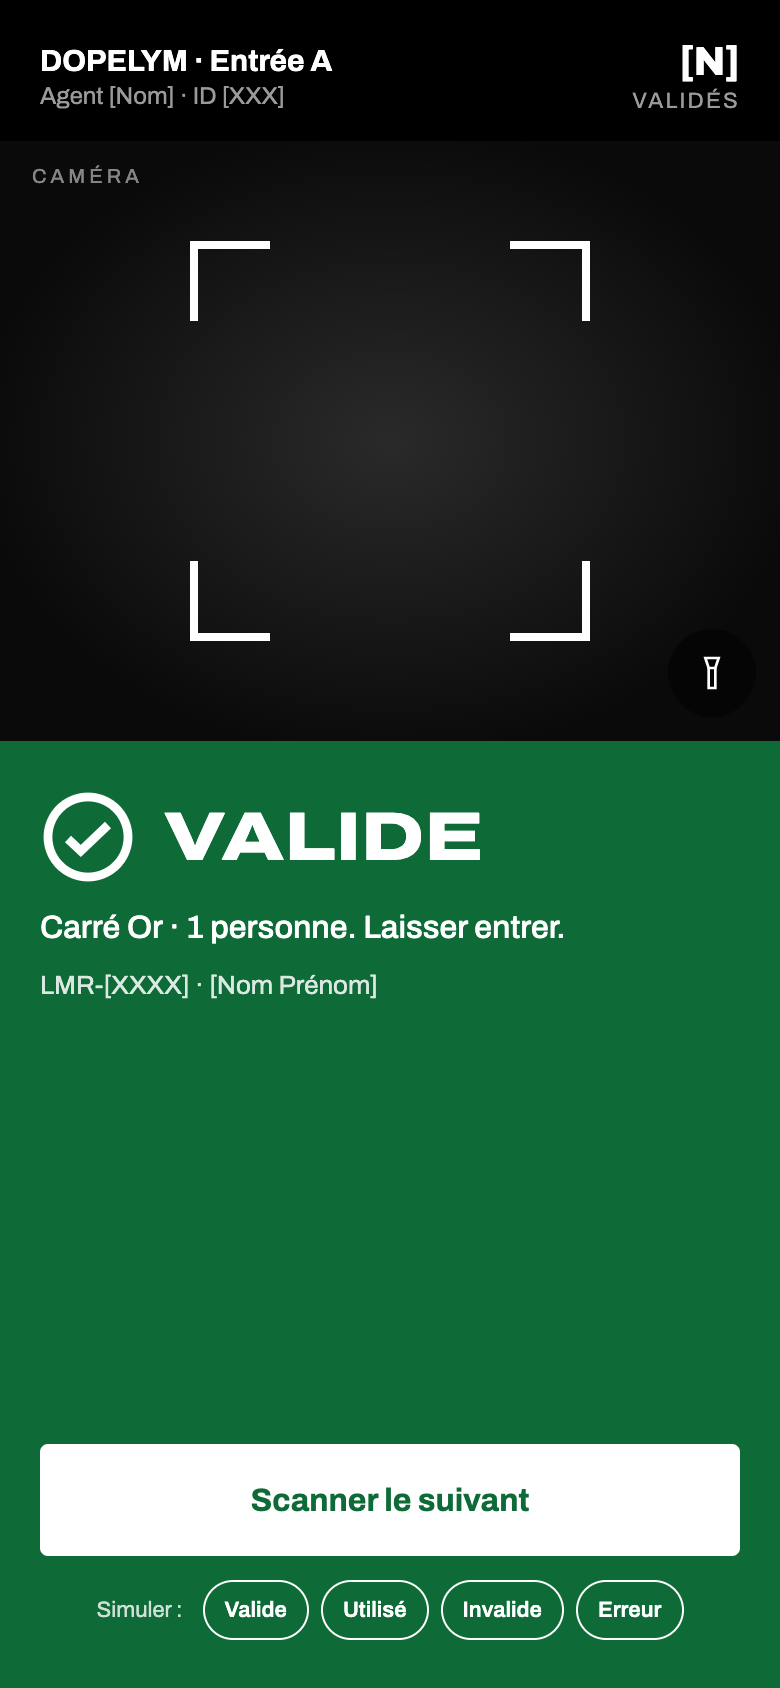 DOPELYM · Entrée A
Agent [Nom] · ID [XXX]
[N]
VALIDÉS
CAMÉRA
VALIDE
Carré Or · 1 personne. Laisser entrer.
LMR-[XXXX] · [Nom Prénom]
Scanner le suivant
Simuler :
Valide
Utilisé
Invalide
Erreur